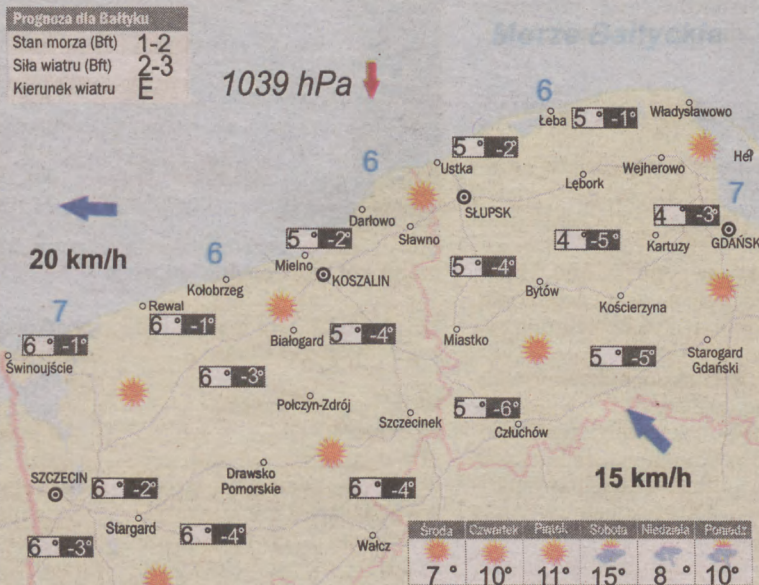 Prognoza dla Bałtyku
Stan morza (Bft) 1-2
Siła wiatru (Bft) 2-3
Kierunek wiatru E
Morze Bałtyckie
1039 hPa
6
Łeba 5° -1°
Władysławowo
Hel
7
5° -2°
Ustka
Wejherowo
Lębork
6
Darłowo
SŁUPSK
Sławno
4° -3°
GDAŃSK
Kartuzy
4° -5°
20 km/h
6
5° -2°
Mielno
KOSZALIN
5° -4°
Bytów
Kościerzyna
Kołobrzeg
Rewal
6° -1°
7
6° -1°
Świnoujście
Białogard
5° -4°
Miastko
5° -5°
Starogard
Gdański
6° -3°
Połczyn-Zdrój
Szczecinek
5° -6°
Człuchów
15 km/h
SZCZECIN
6° -2°
Drawsko
Pomorskie
6° -4°
Stargard
6° -4°
Wałcz
6° -3°
Środa Czwartek Piątek Sobota Niedziela Poniedz
7° 10° 11° 15° 8° 10°